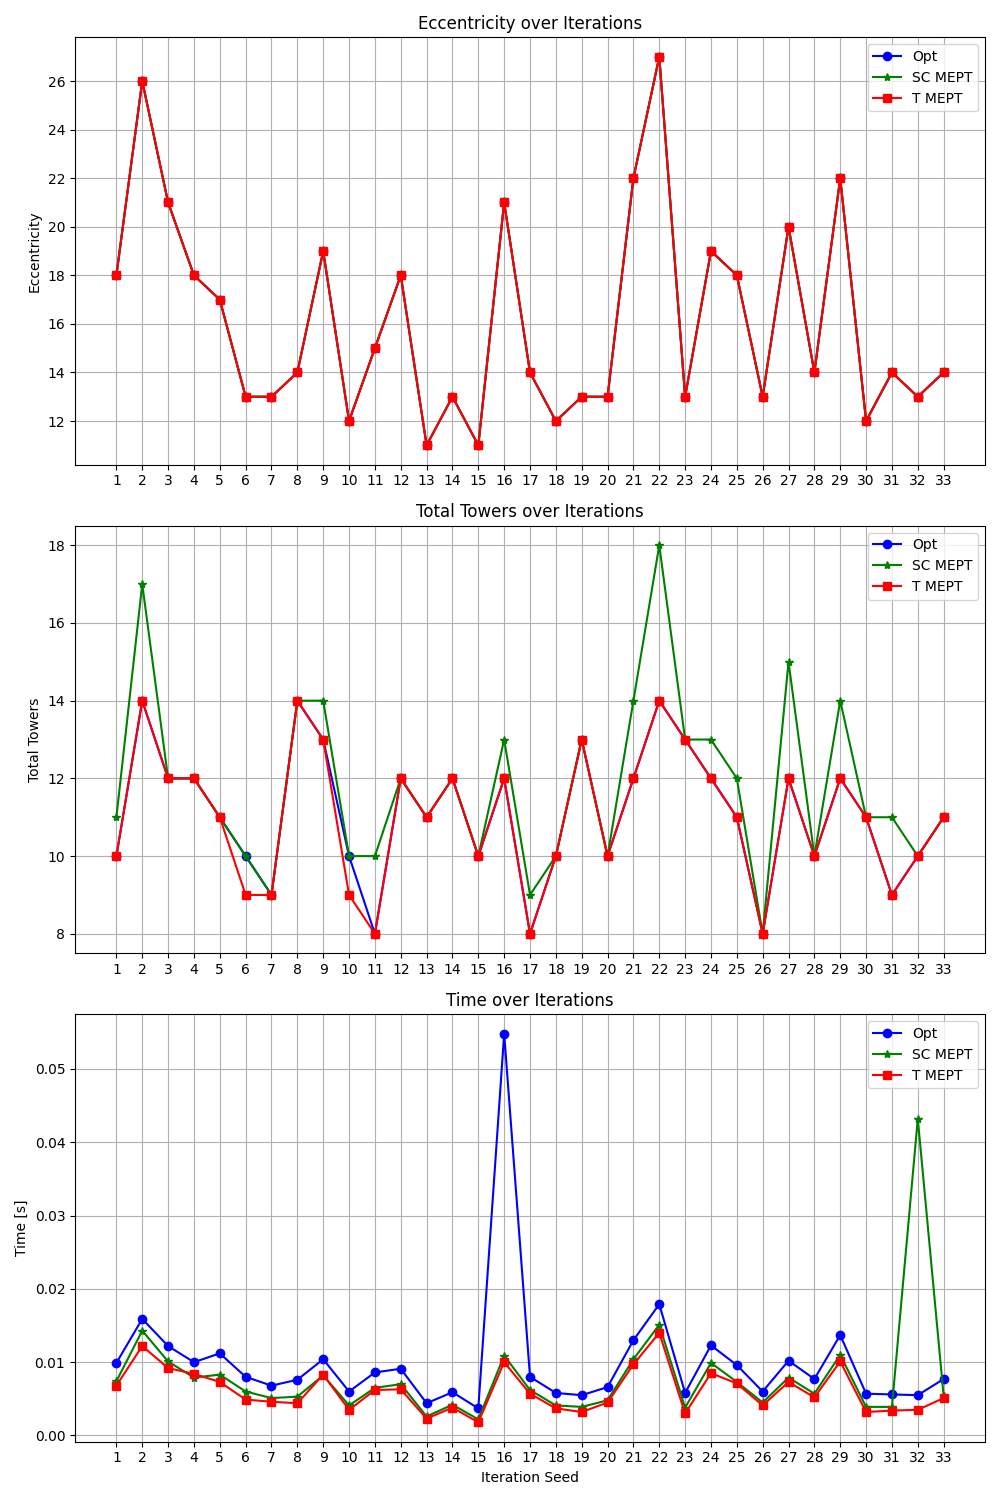 Eccentricity over Iterations
Opt
SC MEPT
T MEPT
Eccentricity
26
24
22
20
18
16
14
12
1 2 3 4 5 6 7 8 9 10 11 12 13 14 15 16 17 18 19 20 21 22 23 24 25 26 27 28 29 30 31 32 33
Total Towers over Iterations
Opt
SC MEPT
T MEPT
Total Towers
18
16
14
12
10
8
1 2 3 4 5 6 7 8 9 10 11 12 13 14 15 16 17 18 19 20 21 22 23 24 25 26 27 28 29 30 31 32 33
Time over Iterations
Opt
SC MEPT
T MEPT
Time [s]
0.05
0.04
0.03
0.02
0.01
0.00
1 2 3 4 5 6 7 8 9 10 11 12 13 14 15 16 17 18 19 20 21 22 23 24 25 26 27 28 29 30 31 32 33
Iteration Seed